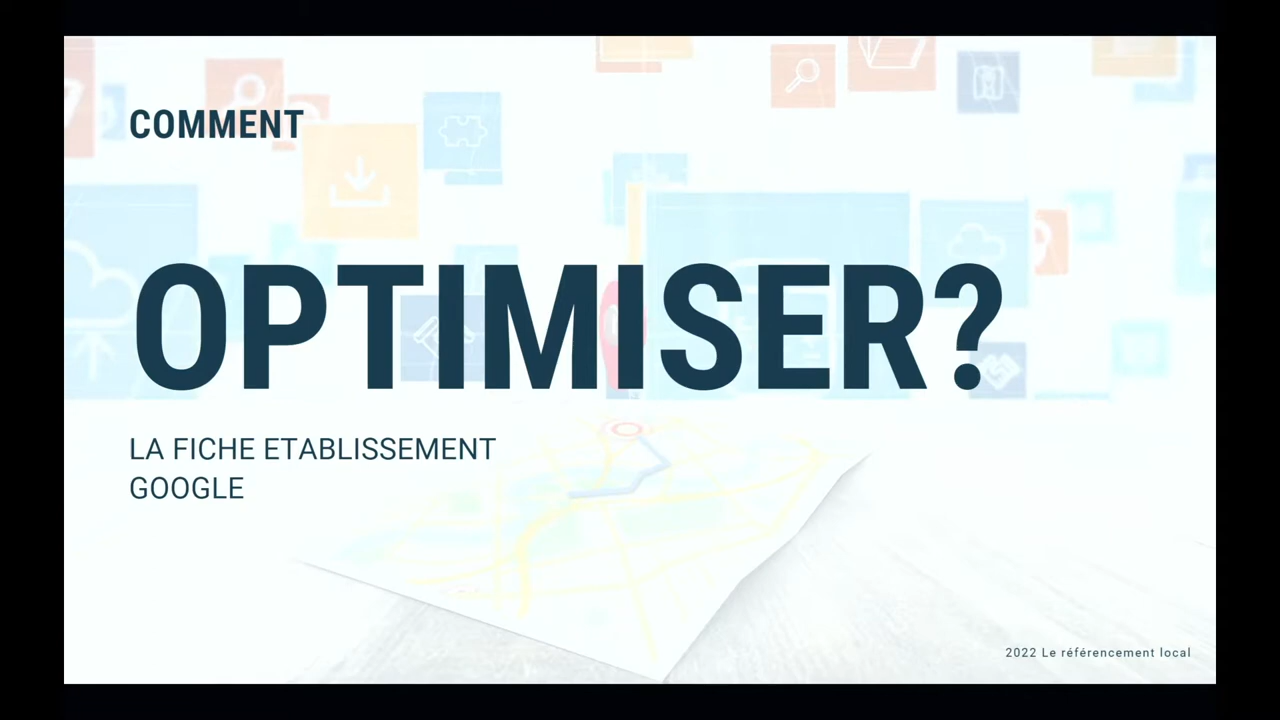 COMMENT
OPTIMISER?
LA FICHE ETABLISSEMENT
GOOGLE
2022 Le référencement local